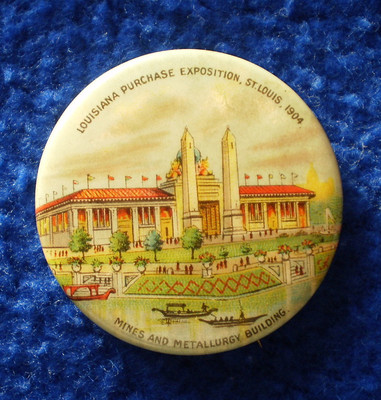 LOUISIANA PURCHASE EXPOSITION, ST. LOUIS, 1904.
MINES AND METALLURGY BUILDING.